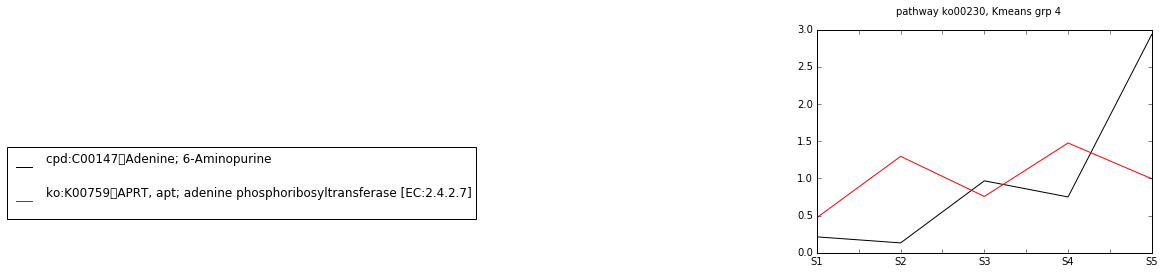 pathway ko00230, Kmeans grp 4
3.0
2.5
2.0
1.5
1.0
0.5
0.0
S1 S2 S3 S4 S5
cpd:C00147▯Adenine; 6-Aminopurine
ko:K00759▯APRT, apt; adenine phosphoribosyltransferase [EC:2.4.2.7]